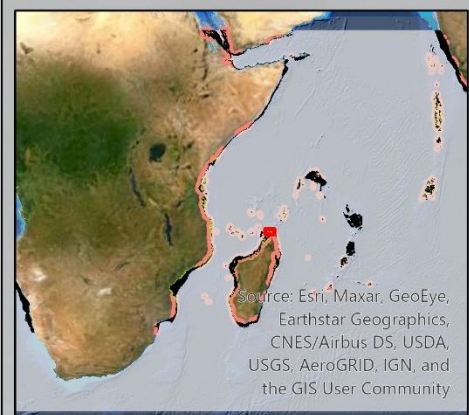 Source: Esri, Maxar, GeoEye,
Earthstar Geographics,
CNES/Airbus DS, USDA,
USGS, AeroGRID, IGN, and
the GIS User Community